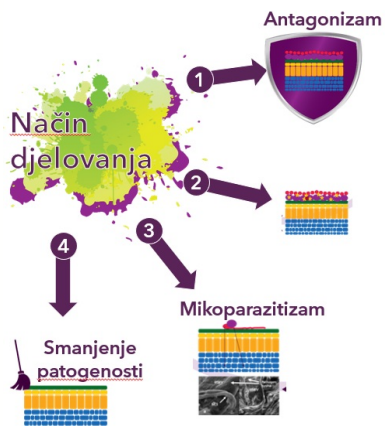 Antagonizam
1
Način
djelovanja
2
3
4
Mikoparazitizam
Smanjenje
patogenosti